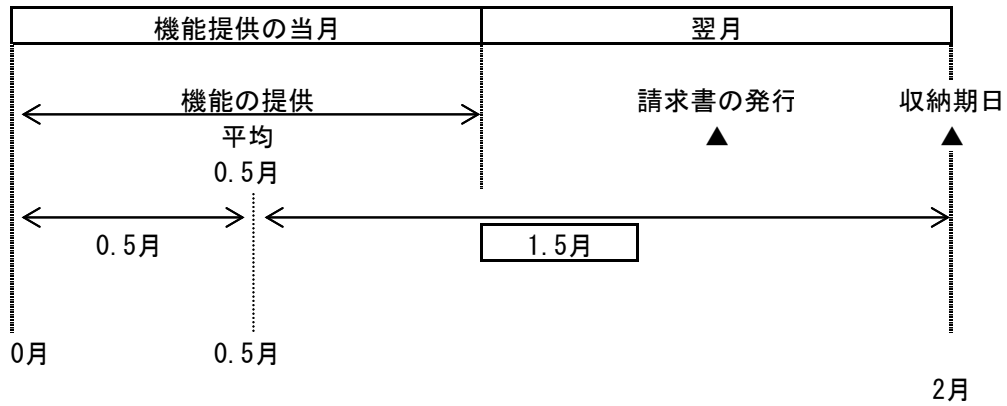 機能提供の当月 翌月
機能の提供 請求書の発行 収納期日
平均 ▲ ▲
0.5月
0.5月 1.5月
0月 0.5月
2月